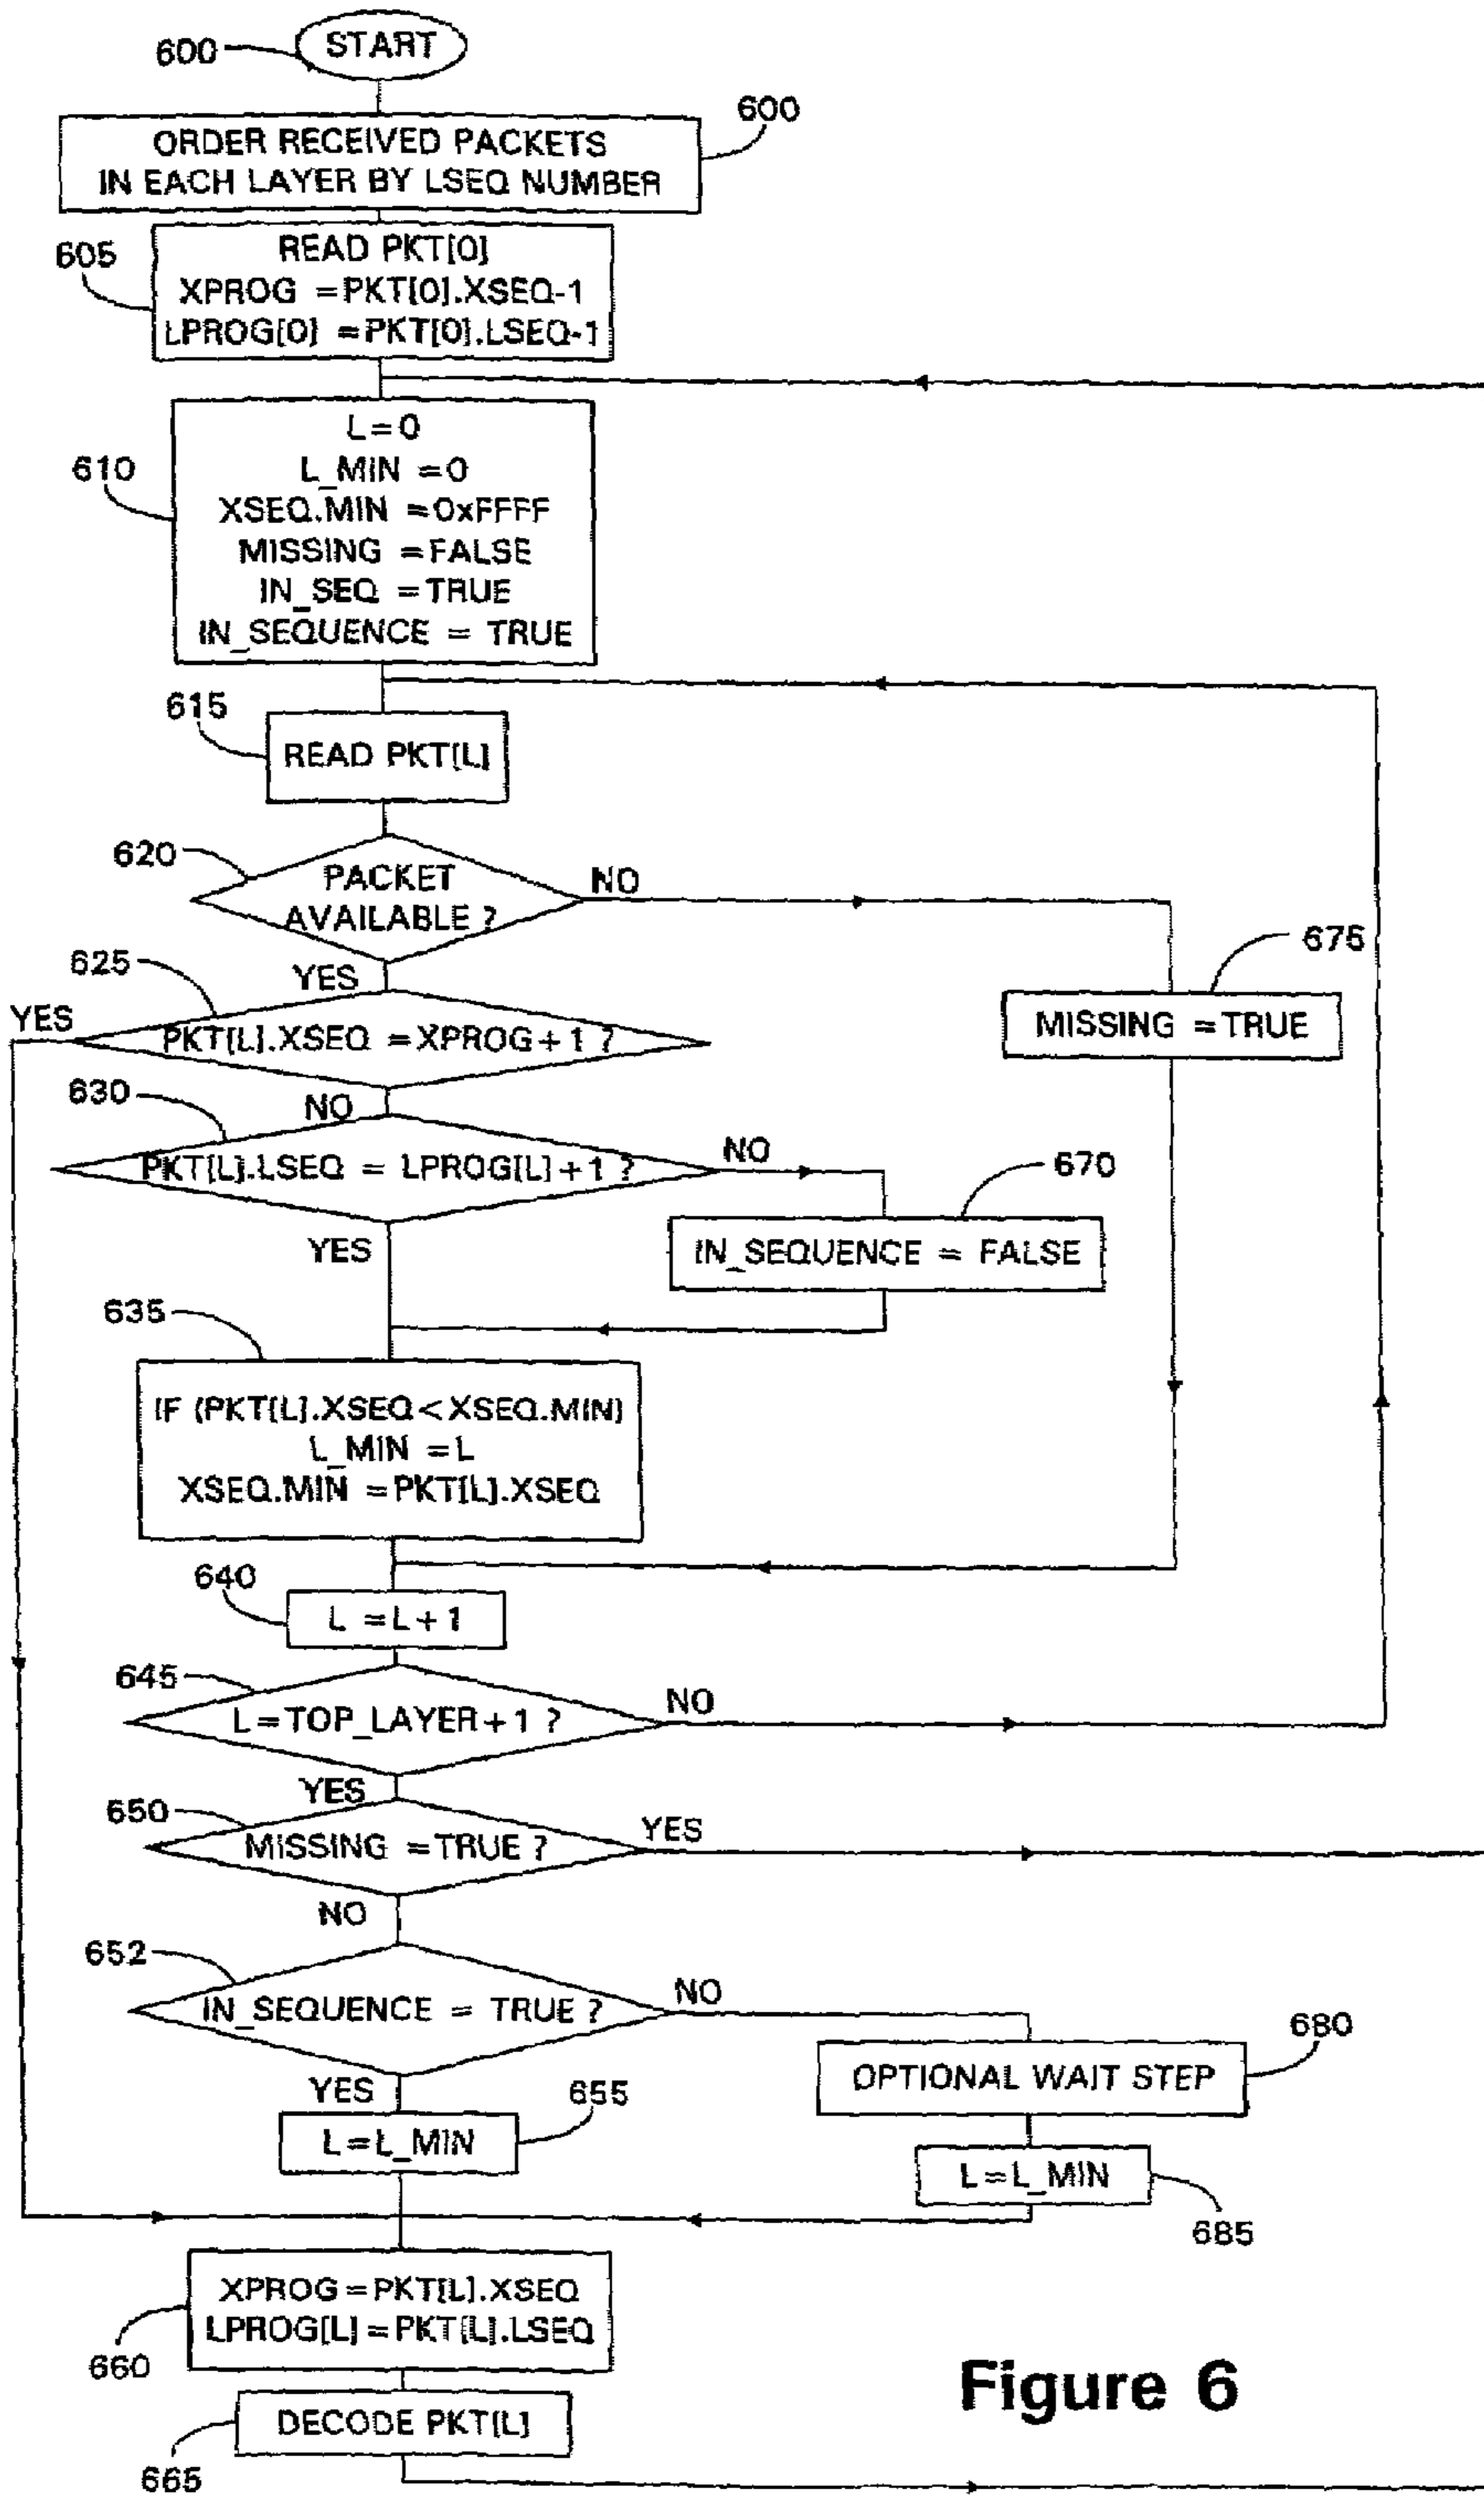 600
START
600
ORDER RECEIVED PACKETS
IN EACH LAYER BY LSEQ NUMBER
605
READ PKT[0]
XPROG =PKT[0].XSEQ-1
LPROG[0] =PKT[0].LSEQ-1
610
L=0
L_MIN =0
XSEQ.MIN =0xFFFF
MISSING =FALSE
IN_SEQ =TRUE
IN_SEQUENCE = TRUE
615
READ PKT[L]
620
PACKET
AVAILABLE ?
NO
YES
675
MISSING =TRUE
625
YES
PKT[L].XSEQ =XPROG+1 ?
NO
630
PKT[L].LSEQ = LPROG[L]+1 ?
NO
670
IN_SEQUENCE = FALSE
YES
635
IF (PKT[L].XSEQ<XSEQ.MIN)
L_MIN =L
XSEQ.MIN =PKT[L].XSEQ
640
L =L+1
645
L=TOP_LAYER+1 ?
NO
YES
650
MISSING =TRUE ?
YES
NO
652
IN_SEQUENCE = TRUE ?
NO
680
OPTIONAL WAIT STEP
YES
655
L=L_MIN
L=L_MIN
685
XPROG=PKT[L].XSEQ
LPROG[L]=PKT[L].LSEQ
660
DECODE PKT[L]
665
Figure 6